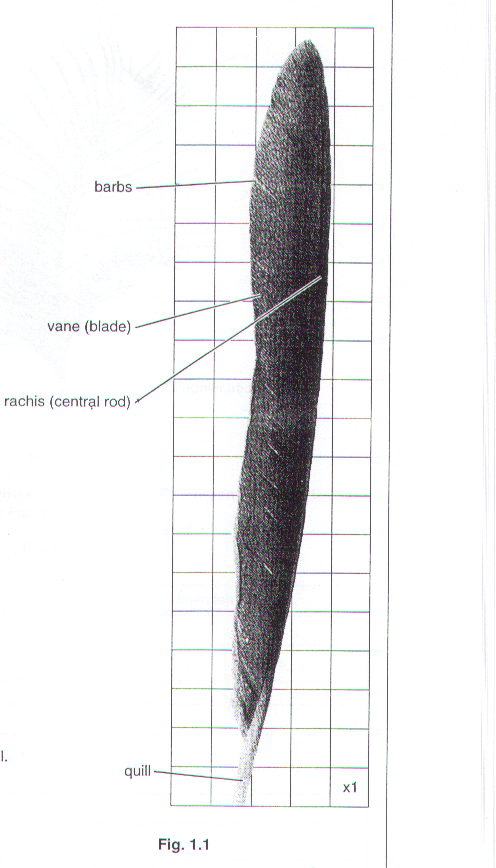 barbs
vane (blade)
rachis (central rod)
l.
quill
x1
Fig. 1.1